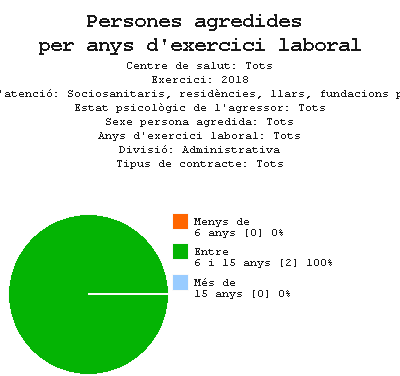 Persones agredides
per anys d'exercici laboral
Centre de salut: Tots
Exercici: 2018
'atenció: Sociosanitaris, residències, llars, fundacions p
Estat psicològic de l'agressor: Tots
Sexe persona agredida: Tots
Anys d'exercici laboral: Tots
Divisió: Administrativa
Tipus de contracte: Tots
Menys de
6 anys [0] 0%
Entre
6 i 15 anys [2] 100%
Més de
15 anys [0] 0%